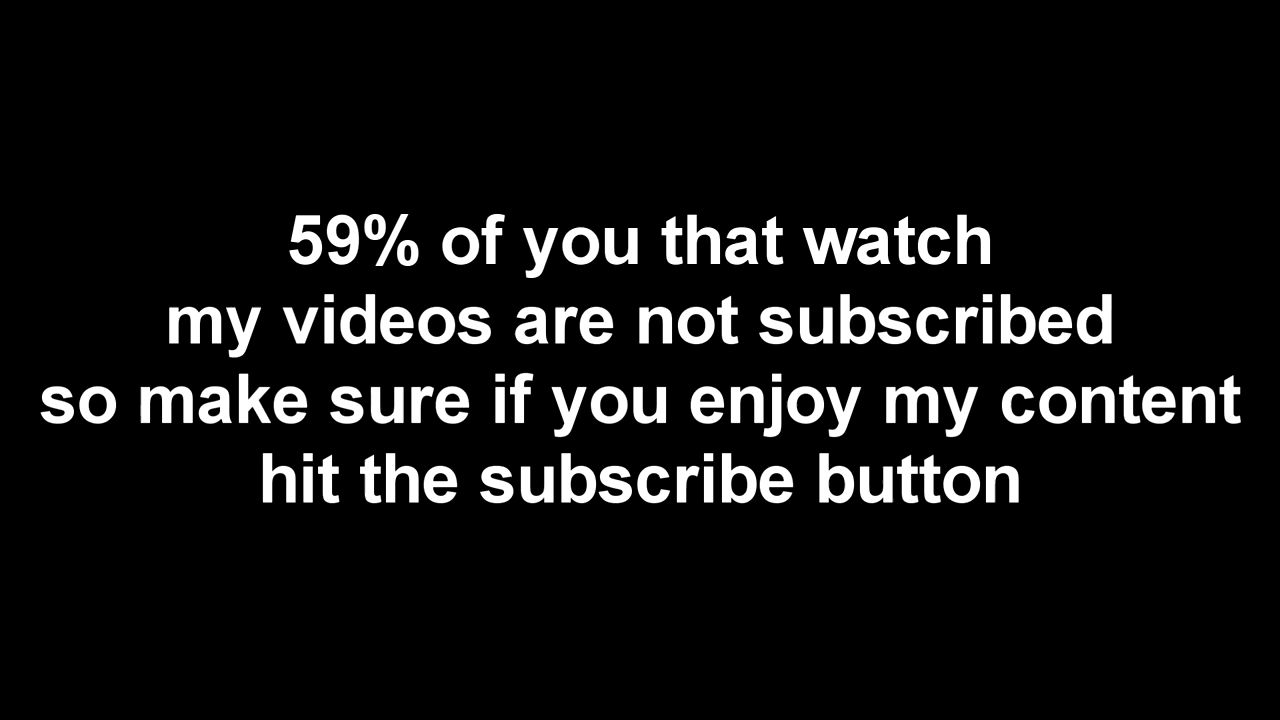 59% of you that watch
my videos are not subscribed
so make sure if you enjoy my content
hit the subscribe button